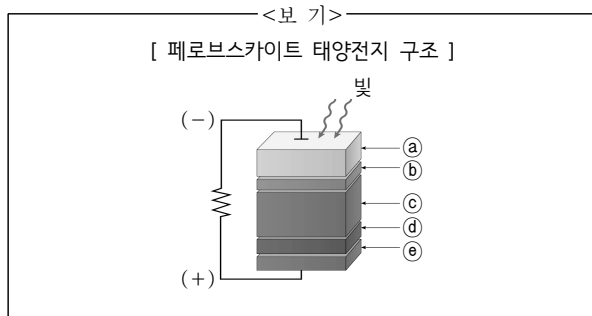 <보 기>
[ 페로브스카이트 태양전지 구조 ]
빛
(-)
ⓐ
ⓑ
ⓒ
ⓓ
ⓔ
(+)